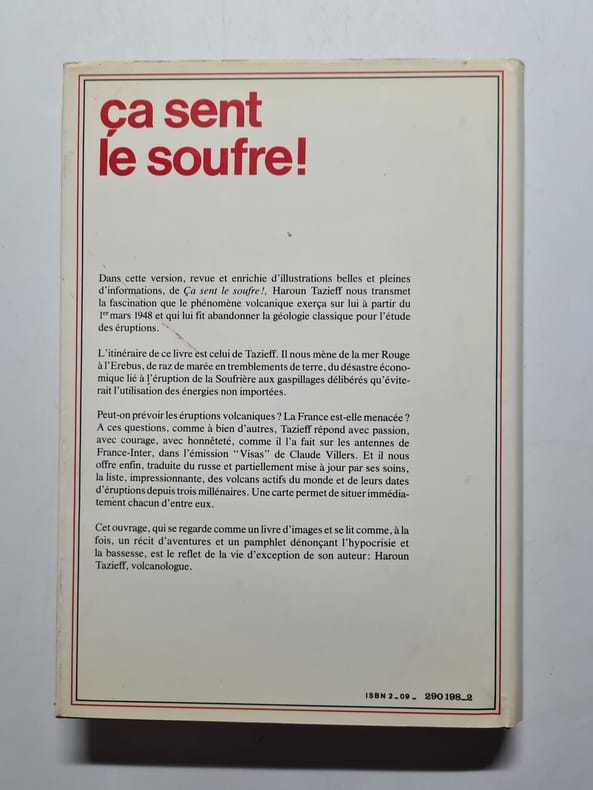 ça sent
le soufre!
Dans cette version, revue et enrichie d'illustrations belles et pleines
d'informations, de Ça sent le soufre!, Haroun Tazieff nous transmet
la fascination que le phénomène volcanique exerça sur lui à partir du
1er mars 1948 et qui lui fit abandonner la géologie classique pour l'étude
des éruptions.
L'itinéraire de ce livre est celui de Tazieff. Il nous mène de la mer Rouge
à l'Erebus, de raz de marée en tremblements de terre, du désastre écono-
mique lié à l'éruption de la Soufrière aux gaspillages délibérés qu'évite-
rait l'utilisation des énergies non importées.
Peut-on prévoir les éruptions volcaniques ? La France est-elle menacée ?
A ces questions, comme à bien d'autres, Tazieff répond avec passion,
avec courage, avec honnêteté, comme il l'a fait sur les antennes de
France-Inter, dans l'émission "Visas" de Claude Villers. Et il nous
offre enfin, traduite du russe et partiellement mise à jour par ses soins,
la liste, impressionnante, des volcans actifs du monde et de leurs dates
d'éruptions depuis trois millénaires. Une carte permet de situer immédia-
tement chacun d'entre eux.
Cet ouvrage, qui se regarde comme un livre d'images et se lit comme, à la
fois, un récit d'aventures et un pamphlet dénonçant l'hypocrisie et
la bassesse, est le reflet de la vie d'exception de son auteur : Haroun
Tazieff, volcanologue.
ISBN 2-09- 290 198-2